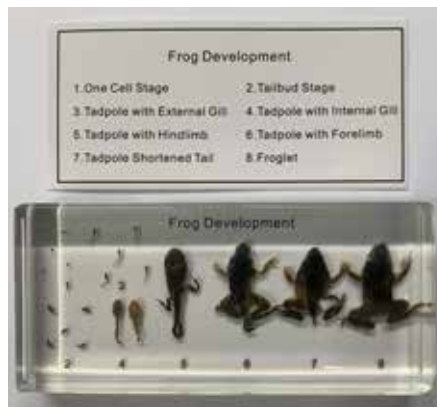 Frog Development
1.One Cell Stage 2.Tailbud Stage
3.Tadpole with External Gill 4.Tadpole with Internal Gill
5.Tadpole with Hindlimb 6.Tadpole with Forelimb
7.Tadpole Shortened Tail 8.Froglet
Frog Development
3
2 4 5 6 7 8